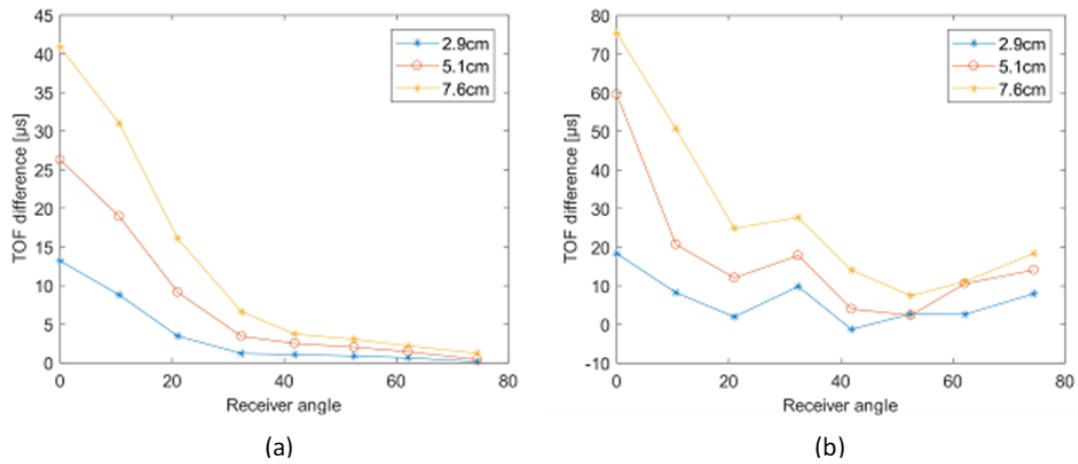 45
40
35
30
25
20
15
10
5
0
TOF difference [µs]
0 20 40 60 80
Receiver angle
2.9cm
5.1cm
7.6cm
(a)
80
70
60
50
40
30
20
10
0
-10
TOF difference [µs]
0 20 40 60 80
Receiver angle
2.9cm
5.1cm
7.6cm
(b)